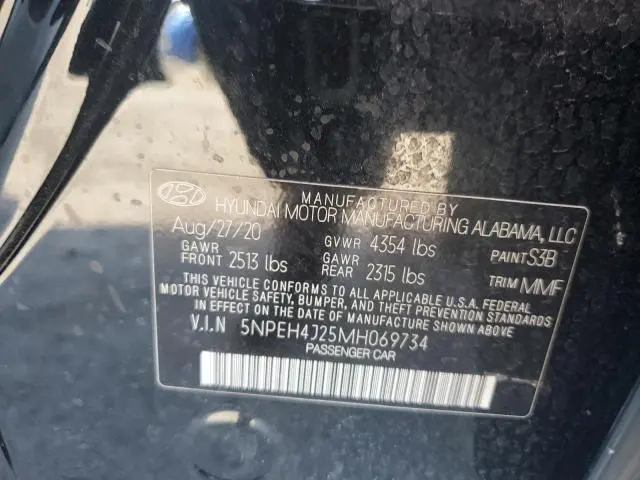 MANUFACTURED BY
HYUNDAI MOTOR MANUFACTURING ALABAMA, LLC
Aug/27/20 GVWR 4354 lbs PAINT S3B
GAWR FRONT 2513 lbs GAWR REAR 2315 lbs TRIM MMF
THIS VEHICLE CONFORMS TO ALL APPLICABLE U.S.A. FEDERAL
MOTOR VEHICLE SAFETY, BUMPER, AND THEFT PREVENTION STANDARDS
IN EFFECT ON THE DATE OF MANUFACTURE SHOWN ABOVE.
V.I.N 5NPEH4J25MH069734
PASSENGER CAR